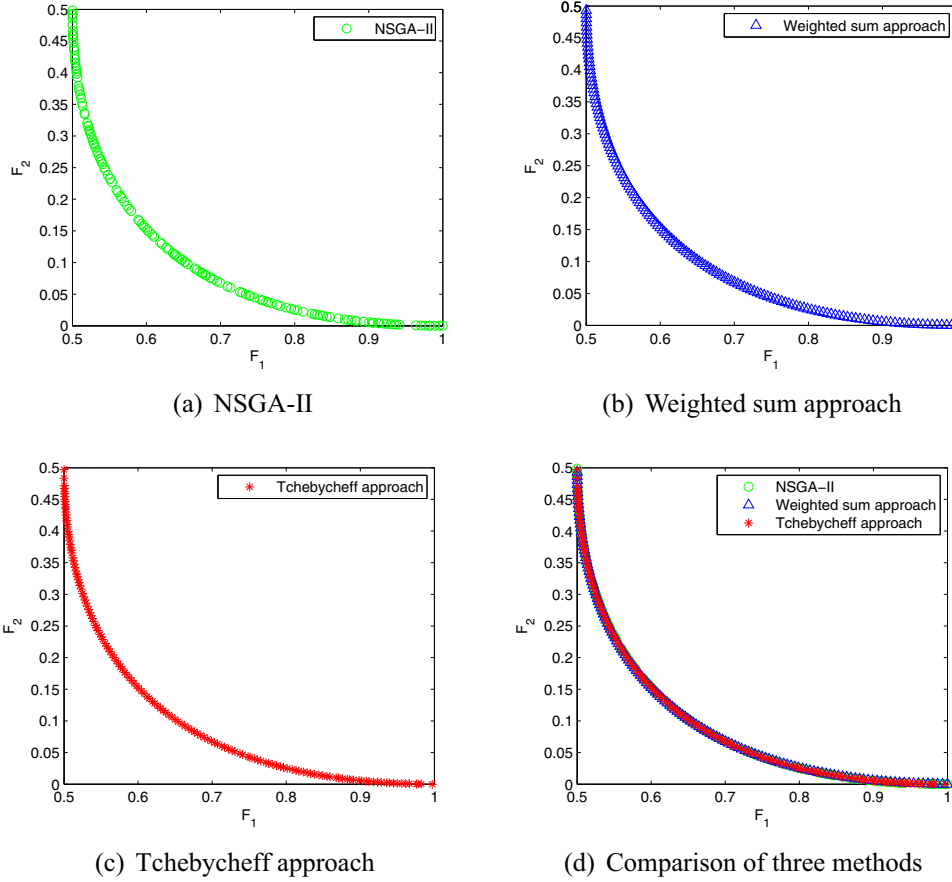 0.5
0.45
0.4
0.35
0.3
0.25
0.2
0.15
0.1
0.05
0
F2
0.5 0.6 0.7 0.8 0.9 1
F1
NSGA-II
(a) NSGA-II
0.5
0.45
0.4
0.35
0.3
0.25
0.2
0.15
0.1
0.05
0
F2
0.5 0.6 0.7 0.8 0.9
F1
Weighted sum approach
(b) Weighted sum approach
0.5
0.45
0.4
0.35
0.3
0.25
0.2
0.15
0.1
0.05
0
F2
0.5 0.6 0.7 0.8 0.9 1
F1
Tchebycheff approach
(c) Tchebycheff approach
0.5
0.45
0.4
0.35
0.3
0.25
0.2
0.15
0.1
0.05
0
F2
0.5 0.6 0.7 0.8 0.9 1
F1
NSGA-II
Weighted sum approach
Tchebycheff approach
(d) Comparison of three methods